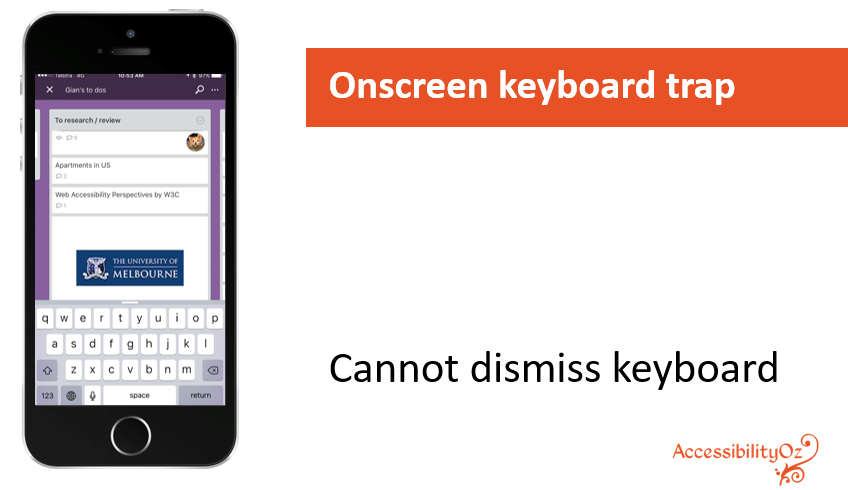 Telstra 4G 10:53 AM 97%
Gian's to dos
To research / review
5
Apartments in US
2
Web Accessibility Perspectives by W3C
1
THE UNIVERSITY OF
MELBOURNE
q w e r t y u i o p
a s d f g h j k l
z x c v b n m
123 space return
Onscreen keyboard trap
Cannot dismiss keyboard
AccessibilityOz